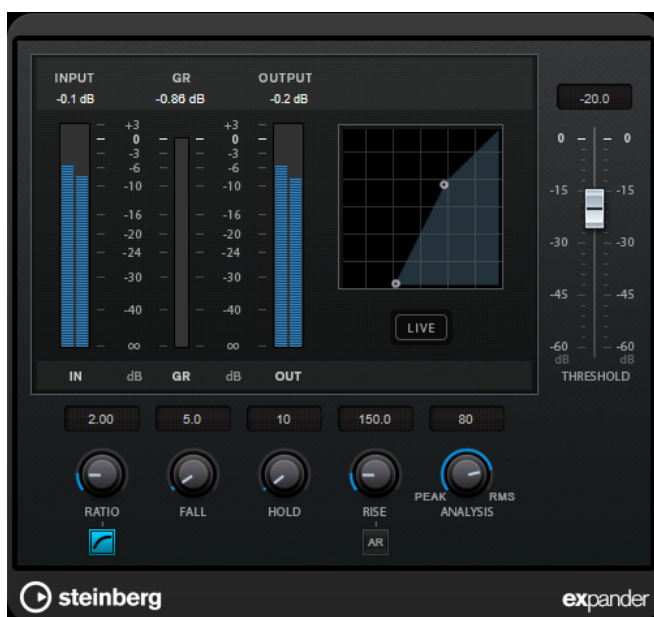 INPUT GR OUTPUT
-0.1 dB -0.86 dB -0.2 dB
-20.0
+3 +3
0 0 0 0
-3 -3
-6 -6
-10 -10
-15 -15
-16 -16
-20 -20
-24 -24
-30 -30
-30 -30
-45 -45
-40 -40
LIVE
∞ ∞
-60 -60
dB dB
IN dB GR dB OUT
THRESHOLD
2.00 5.0 10 150.0 80
PEAK RMS
RATIO FALL HOLD RISE ANALYSIS
AR
steinberg
expander